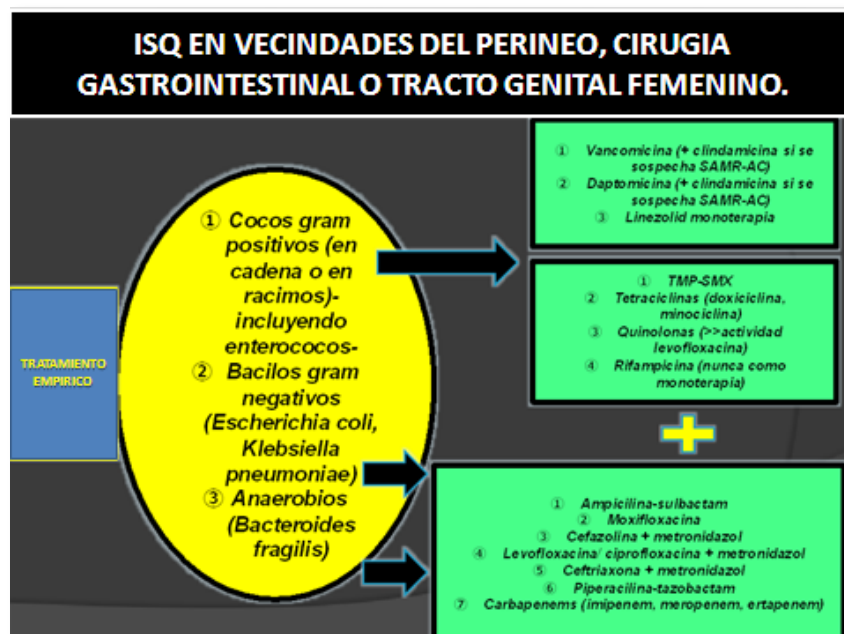 ISQ EN VECINDADES DEL PERINEO, CIRUGIA
GASTROINTESTINAL O TRACTO GENITAL FEMENINO.
TRATAMIENTO
EMPIRICO
① Cocos gram
positivos (en
cadena o en
racimos)-
incluyendo
enterococos-
② Bacilos gram
negativos
(Escherichia coli,
Klebsiella
pneumoniae)
③ Anaerobios
(Bacteroides
fragilis)
① Vancomicina (+ clindamicina si se
sospecha SAMR-AC)
② Daptomicina (+ clindamicina si se
sospecha SAMR-AC)
③ Linezolid monoterapia
① TMP-SMX
② Tetraciclinas (doxiciclina,
minociclina)
③ Quinolonas (>>actividad
levofloxacina)
④ Rifampicina (nunca como
monoterapia)
① Ampicilina-sulbactam
② Moxifloxacina
③ Cefazolina + metronidazol
④ Levofloxacina/ ciprofloxacina + metronidazol
⑤ Ceftriaxona + metronidazol
⑥ Piperacilina-tazobactam
⑦ Carbapenems (imipenem, meropenem, ertapenem)